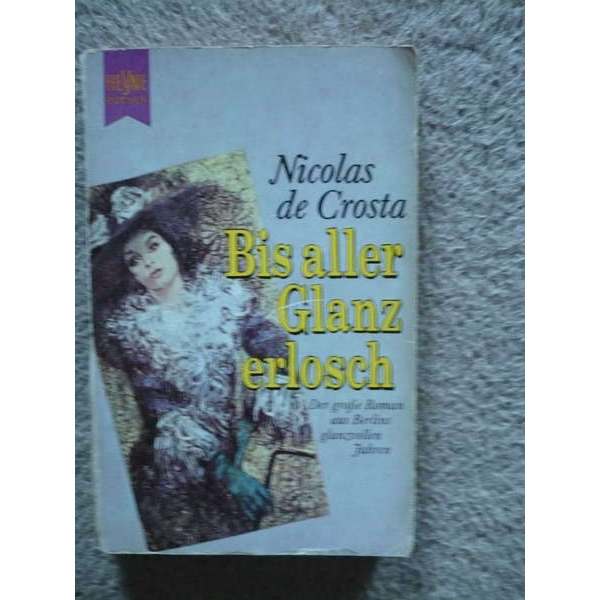 Nicolas
de Crosta
Bis aller
Glanz
erlosch
Der große Roman
aus Berlins
glanzvollen
Jahren